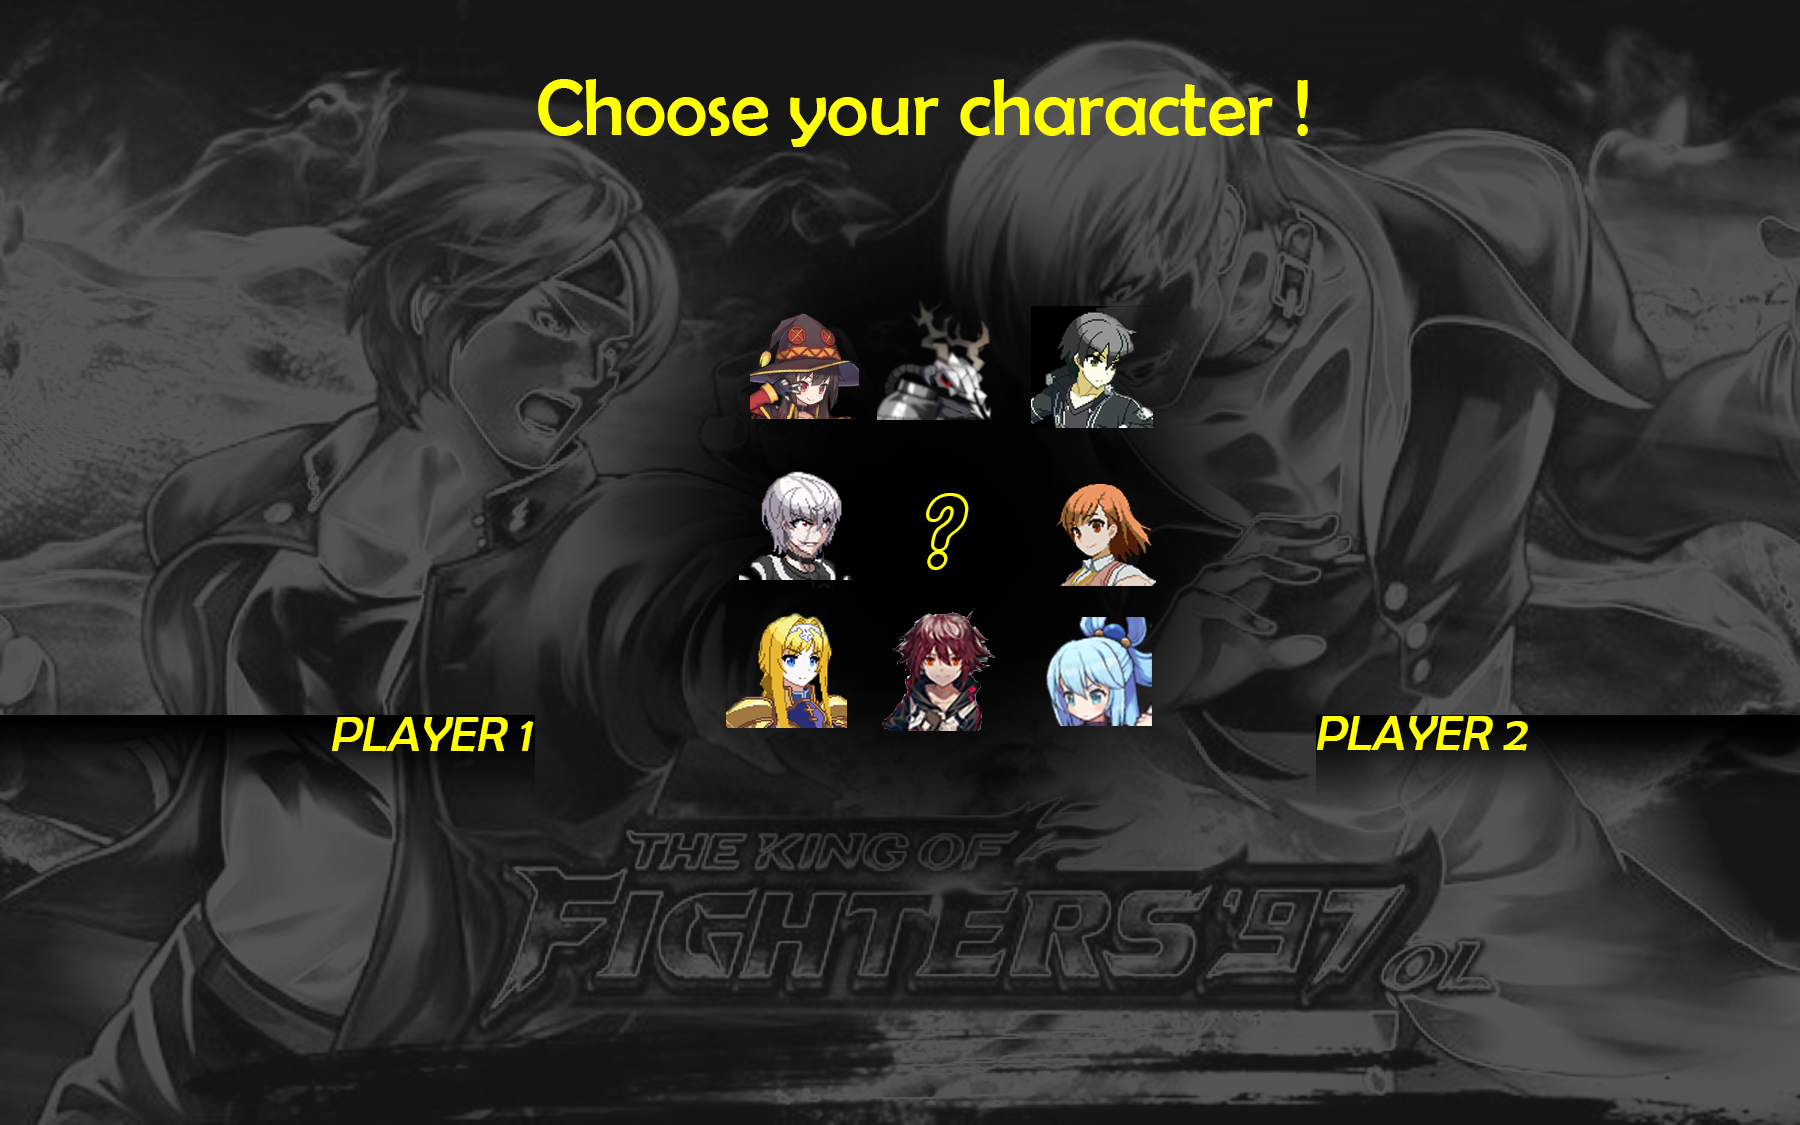 Choose your character !
?
PLAYER 1
PLAYER 2
THE KING OF
FIGHTERS '97
OL